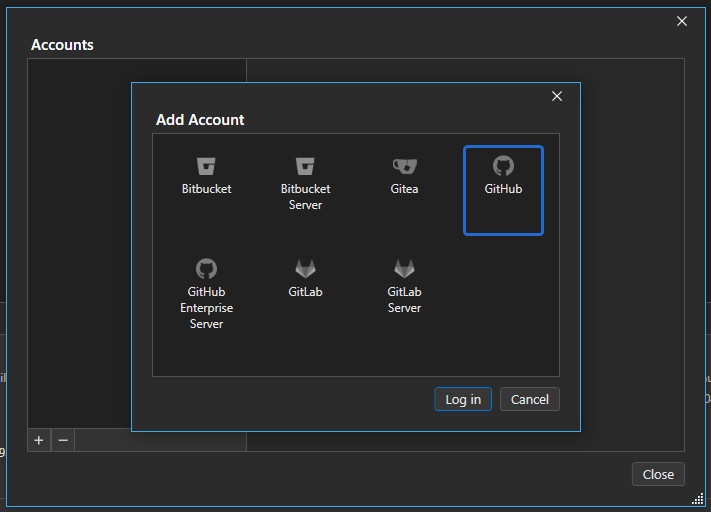 Accounts
Add Account
Bitbucket
Bitbucket
Server
Gitea
GitHub
GitHub
Enterprise
Server
GitLab
GitLab
Server
Log in
Cancel
+
−
Close